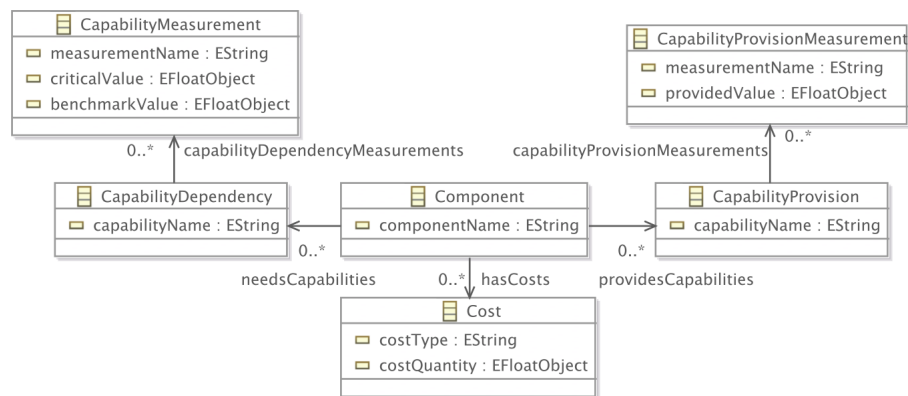 CapabilityMeasurement
measurementName : EString
criticalValue : EFloatObject
benchmarkValue : EFloatObject
CapabilityProvisionMeasurement
measurementName : EString
providedValue : EFloatObject
0..* capabilityDependencyMeasurements
capabilityProvisionMeasurements 0..*
CapabilityDependency
capabilityName : EString
Component
componentName : EString
CapabilityProvision
capabilityName : EString
0..*
needsCapabilities
0..* hasCosts
0..*
providesCapabilities
Cost
costType : EString
costQuantity : EFloatObject